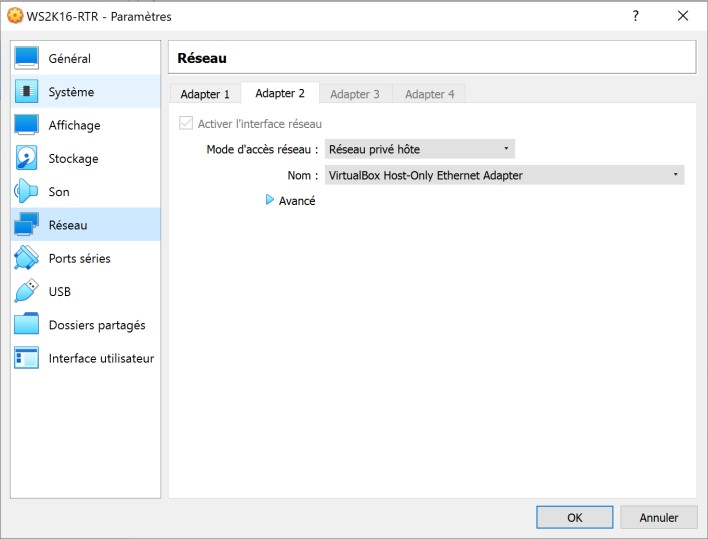 WS2K16-RTR - Paramètres
?
Général
Système
Affichage
Stockage
Son
Réseau
Ports séries
USB
Dossiers partagés
Interface utilisateur
Réseau
Adapter 1 Adapter 2 Adapter 3 Adapter 4
Activer l'interface réseau
Mode d'accès réseau : Réseau privé hôte
Nom : VirtualBox Host-Only Ethernet Adapter
Avancé
OK Annuler